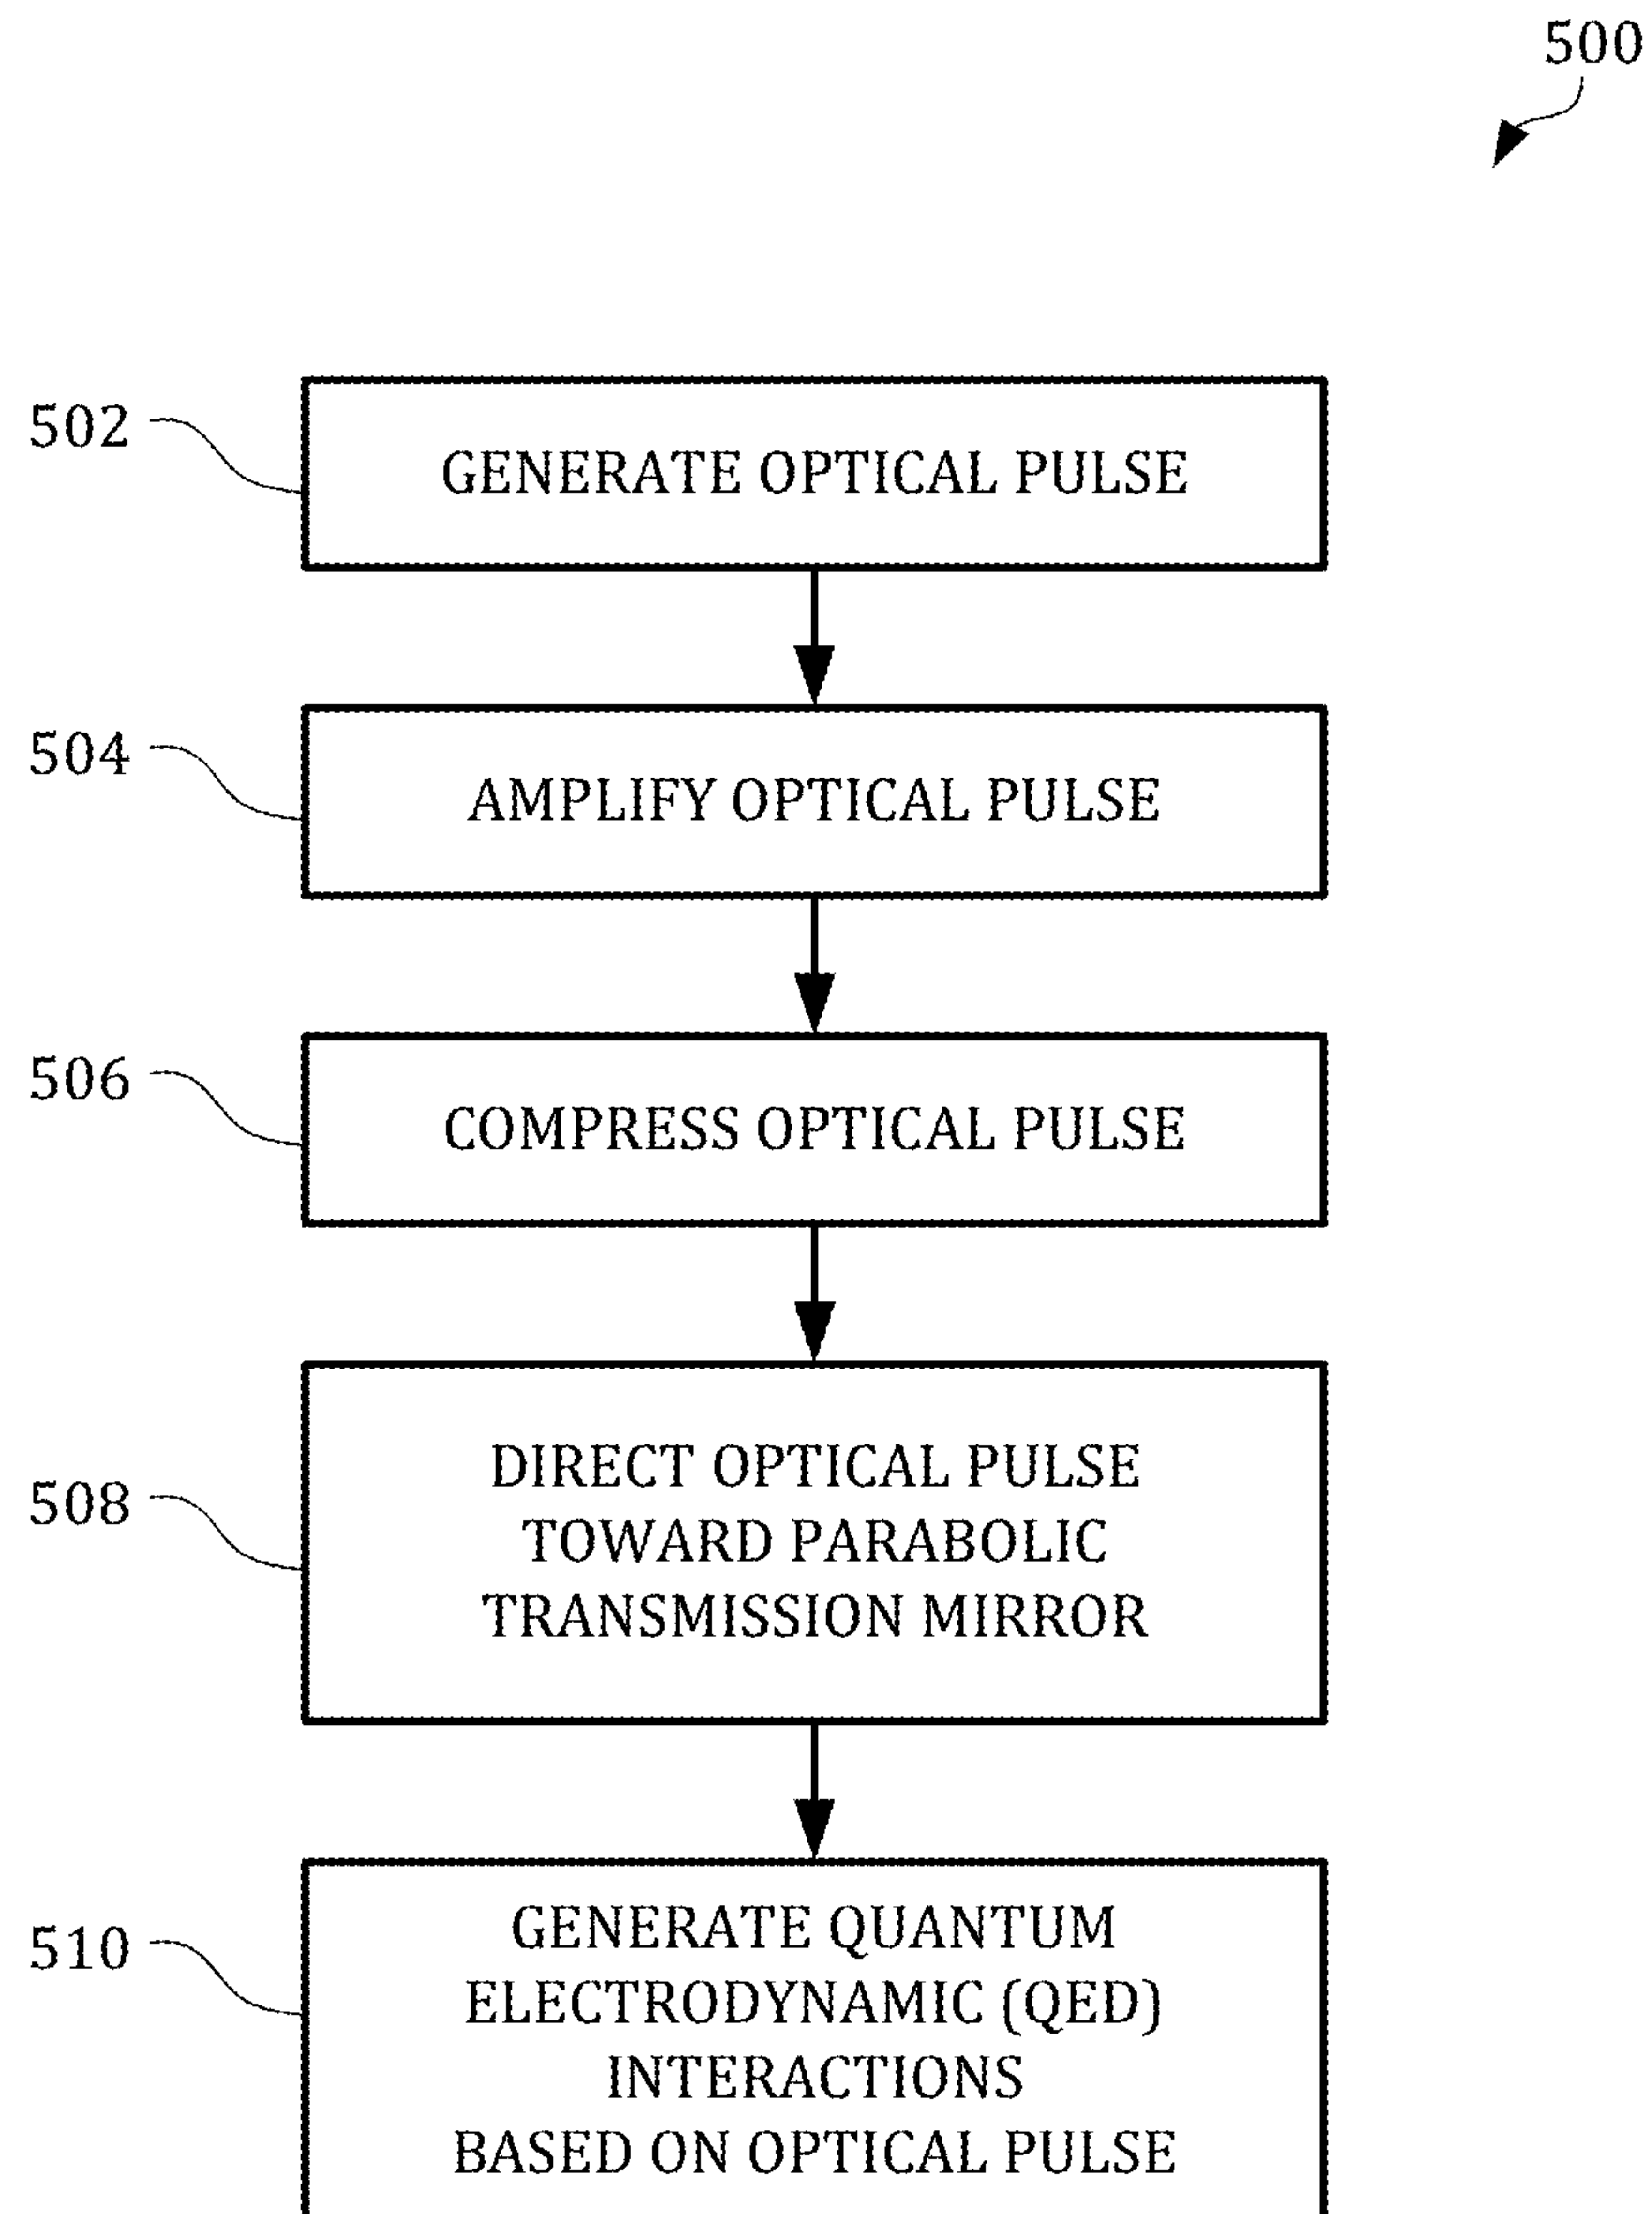 500
502
GENERATE OPTICAL PULSE
504
AMPLIFY OPTICAL PULSE
506
COMPRESS OPTICAL PULSE
508
DIRECT OPTICAL PULSE
TOWARD PARABOLIC
TRANSMISSION MIRROR
510
GENERATE QUANTUM
ELECTRODYNAMIC (QED)
INTERACTIONS
BASED ON OPTICAL PULSE